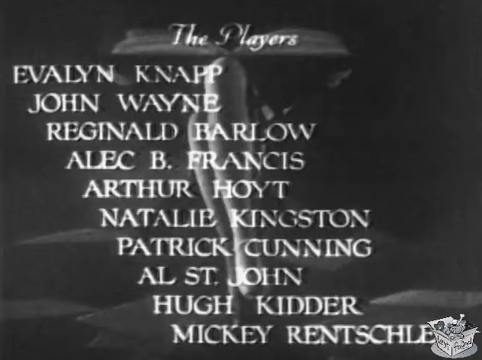 The Players
EVALYN KNAPP
JOHN WAYNE
REGINALD BARLOW
ALEC B. FRANCIS
ARTHUR HOYT
NATALIE KINGSTON
PATRICK CUNNING
AL ST. JOHN
HUGH KIDDER
MICKEY RENTSCHLE